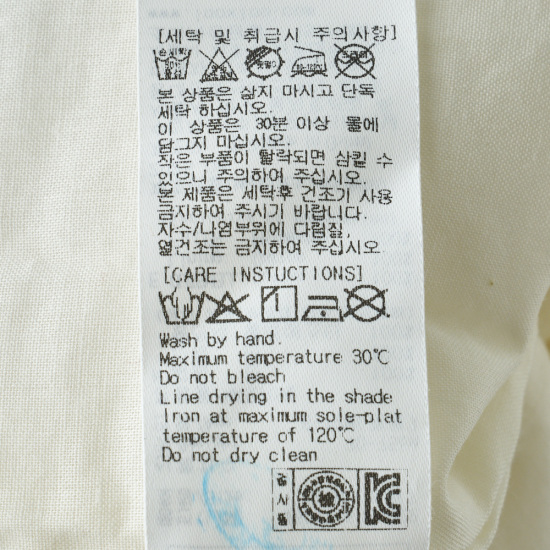 [세탁 및 취급시 주의사항]
본 상품은 삶지 마시고 단독
세탁 하십시오.
이 상품은 30분 이상 물에
담그지 마십시오.
작은 부품이 탈락되면 삼킬 수
있으니 주의하여 주십시오.
본 제품은 세탁후 건조기 사용
금지하여 주시기 바랍니다.
자수/나염부위에 다림질,
열건조는 금지하여 주십시오
[CARE INSTUCTIONS]
Wash by hand.
Maximum temperature 30℃
Do not bleach
Line drying in the shade
Iron at maximum sole-plat
temperature of 120℃
Do not dry clean
검사필
KC